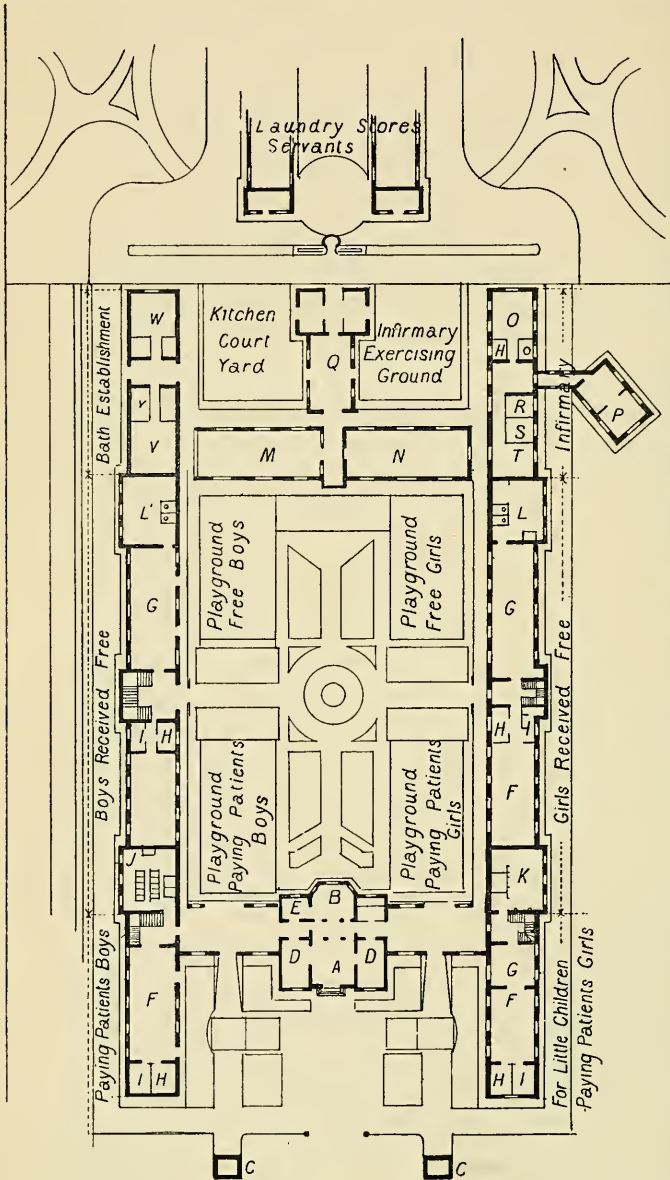 Laundry Stores
Servants
W
Bath Establishment
Y
V
Kitchen
Court
Yard
Q
Infirmary
Exercising
Ground
O
H
O
R
S
T
Infirmary
P
M
N
L'
L
G
Playground
Free Boys
Playground
Free Girls
G
Boys Received Free
I
H
Playground
Paying Patients
Boys
Playground
Paying Patients
Girls
H
H
F
Girls Received Free
J
K
E
B
D
A
D
Paying Patients Boys
F
I
H
G
F
H
I
For Little Children
Paying Patients Girls
C
C